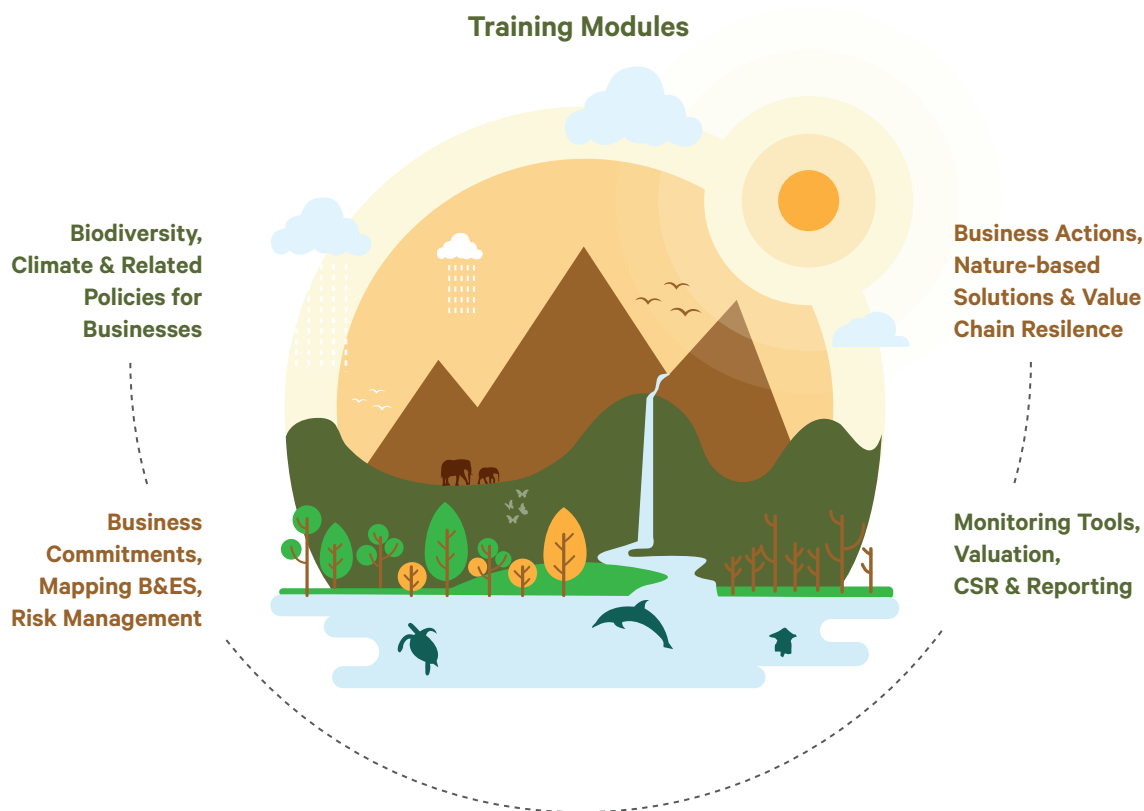 Training Modules
Biodiversity,
Climate & Related
Policies for
Businesses
Business
Commitments,
Mapping B&ES,
Risk Management
Business Actions,
Nature-based
Solutions & Value
Chain Resilence
Monitoring Tools,
Valuation,
CSR & Reporting